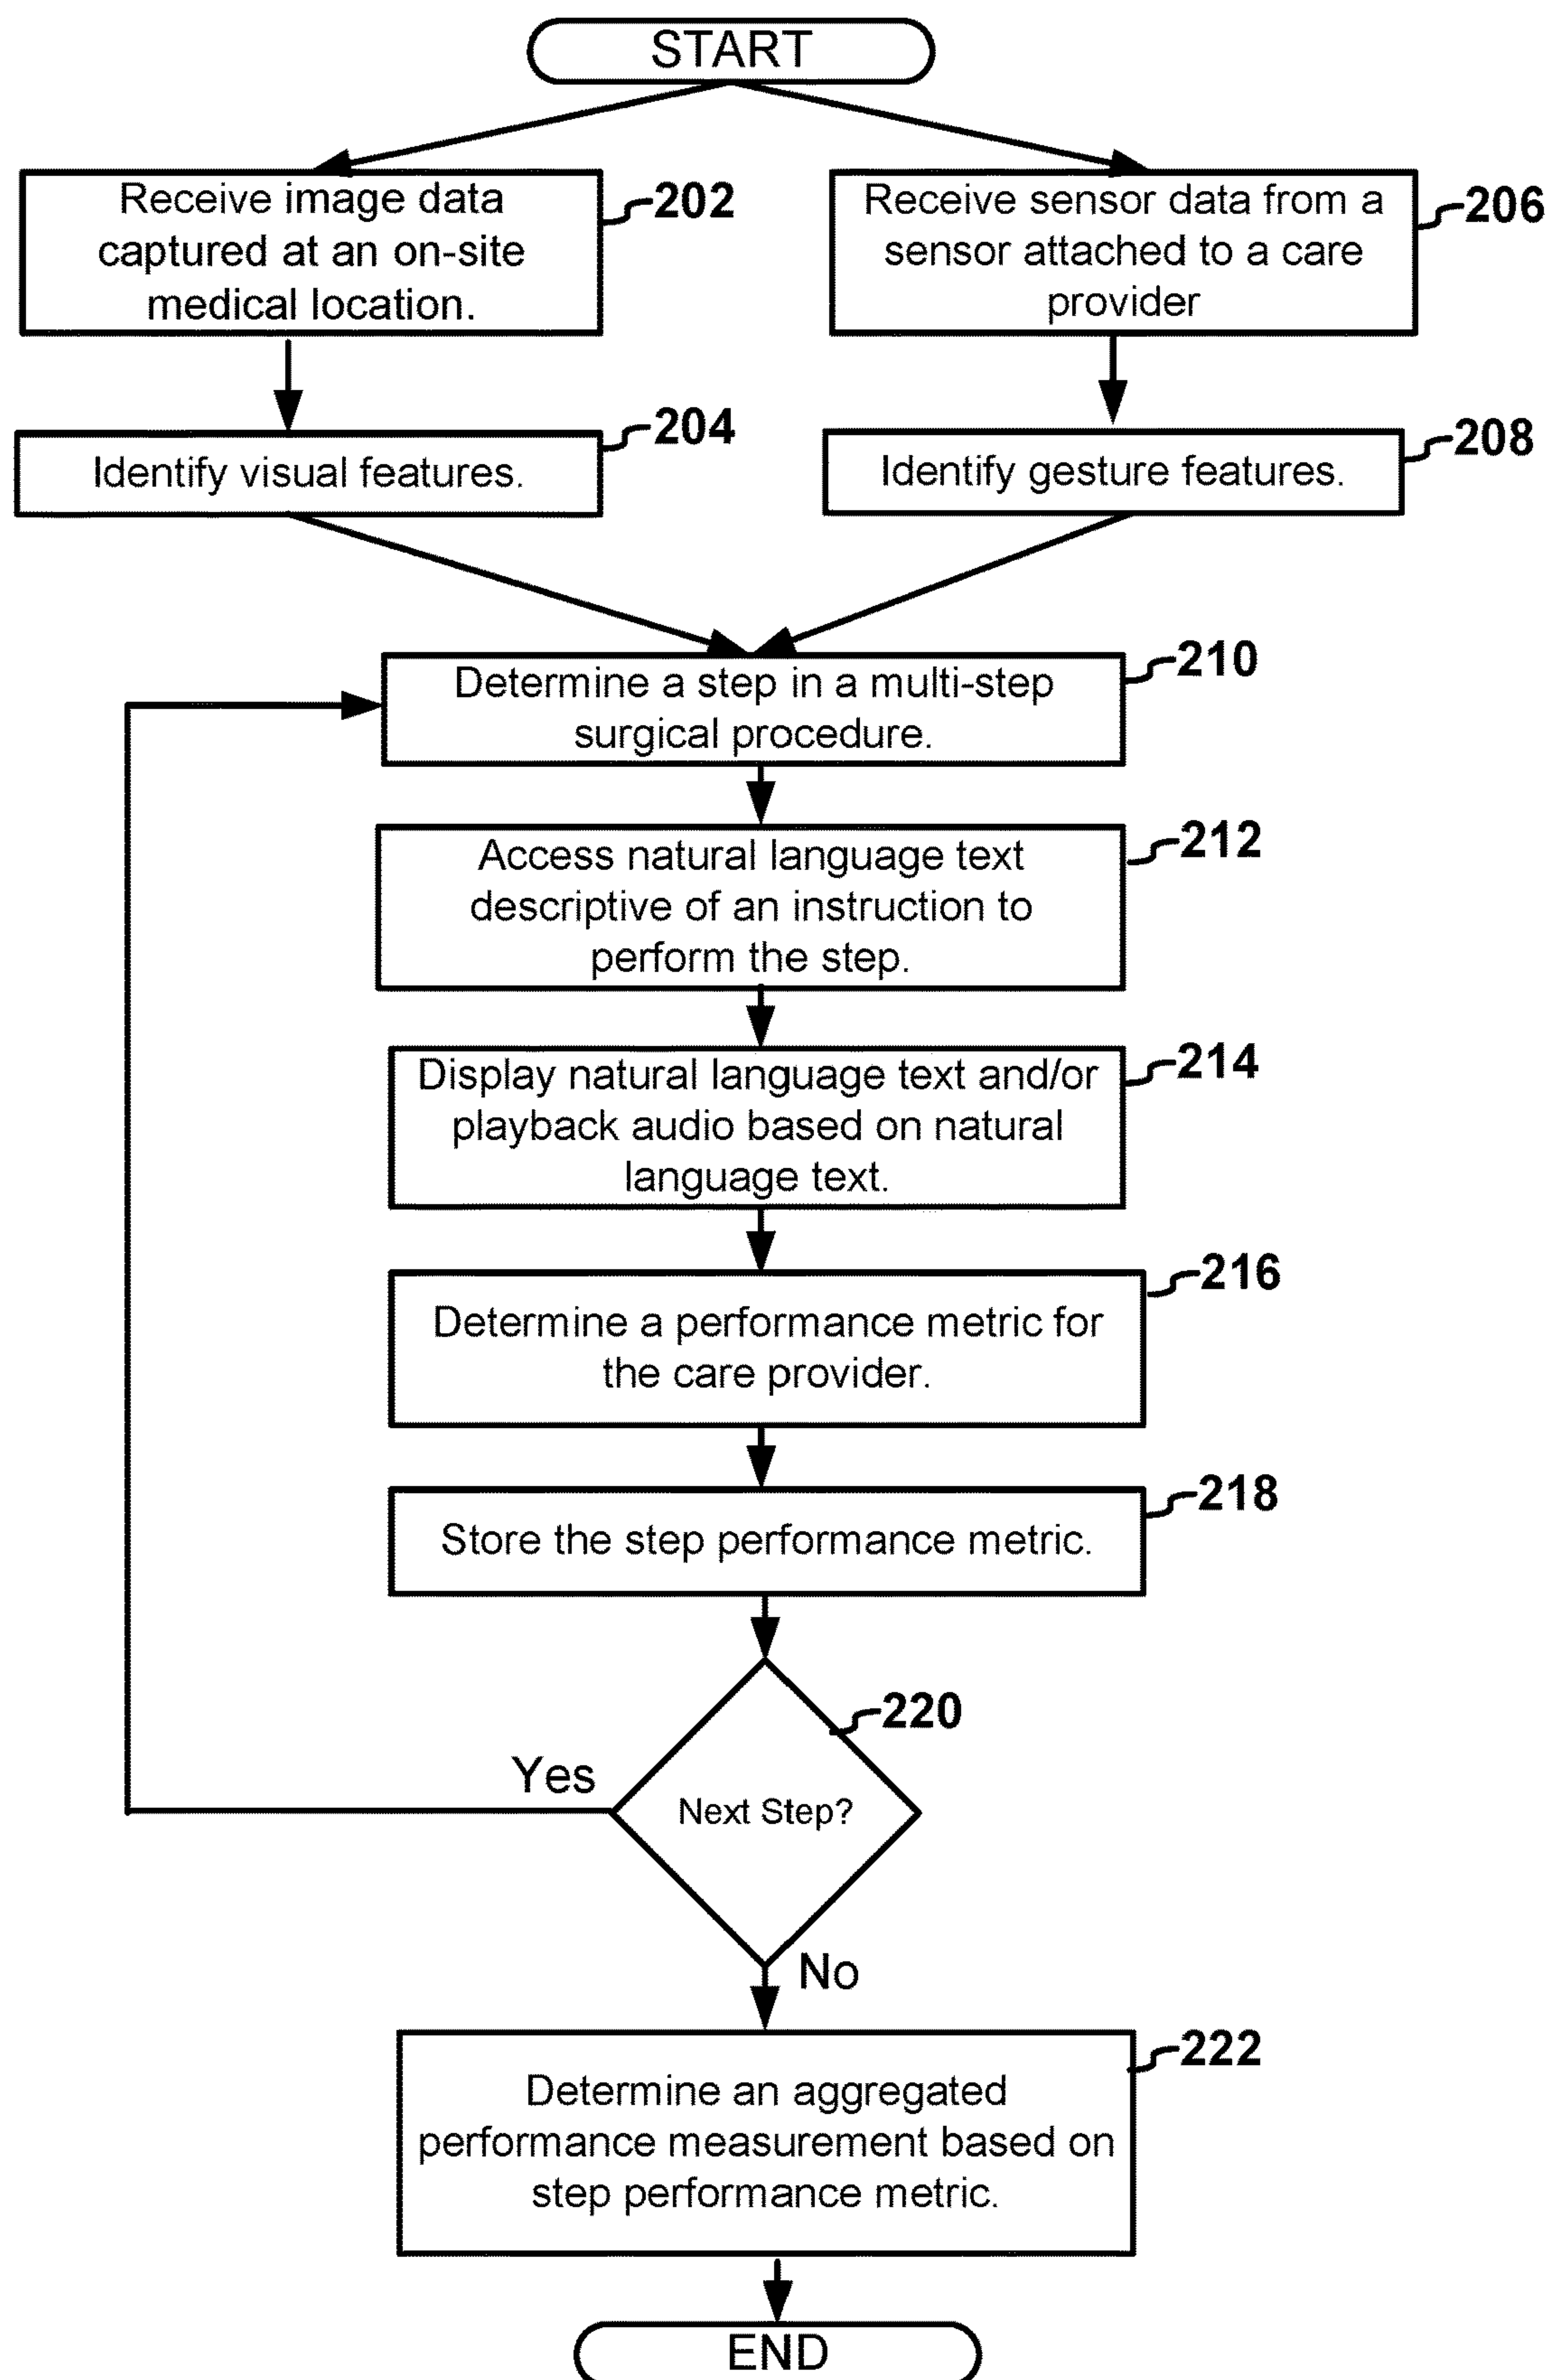 START
Receive image data
captured at an on-site
medical location.
202
Receive sensor data from a
sensor attached to a care
provider
206
Identify visual features.
204
Identify gesture features.
208
Determine a step in a multi-step
surgical procedure.
210
Access natural language text
descriptive of an instruction to
perform the step.
212
Display natural language text and/or
playback audio based on natural
language text.
214
Determine a performance metric for
the care provider.
216
Store the step performance metric.
218
Next Step?
220
Yes
No
Determine an aggregated
performance measurement based on
step performance metric.
222
END